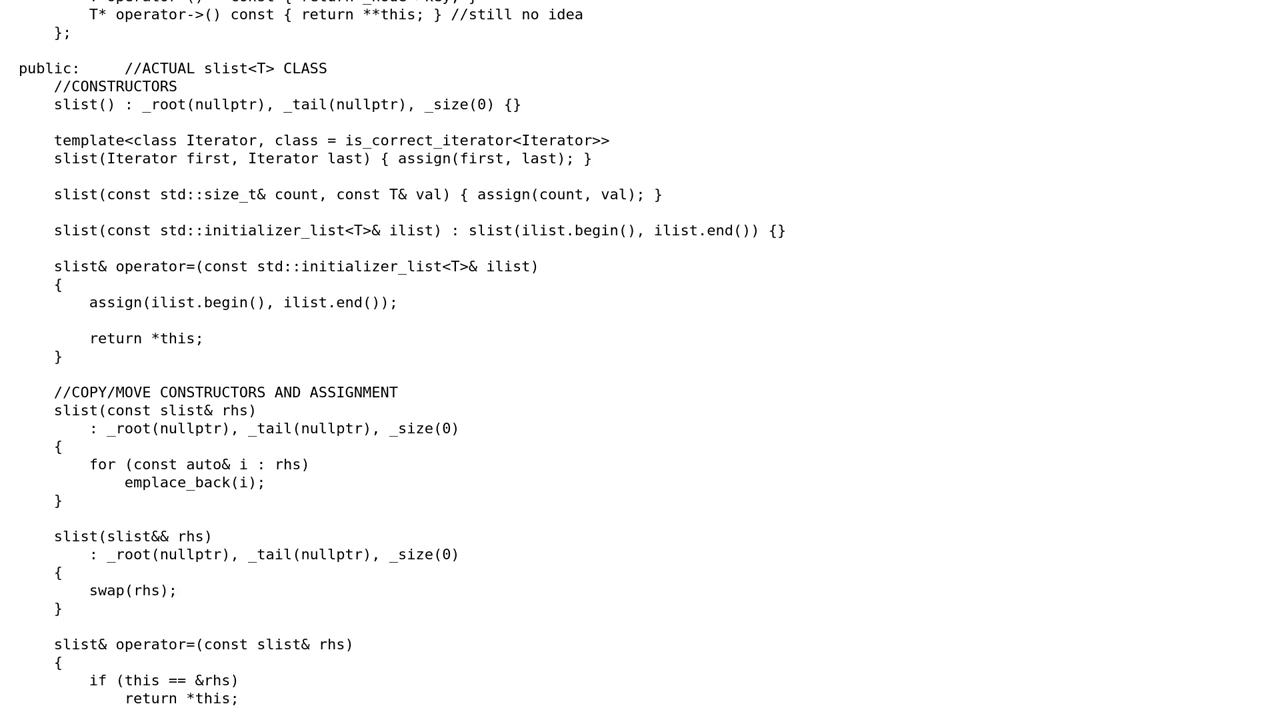 T* operator->() const { return **this; } //still no idea
};
public: //ACTUAL slist<T> CLASS
//CONSTRUCTORS
slist() : _root(nullptr), _tail(nullptr), _size(0) {}
template<class Iterator, class = is_correct_iterator<Iterator>>
slist(Iterator first, Iterator last) { assign(first, last); }
slist(const std::size_t& count, const T& val) { assign(count, val); }
slist(const std::initializer_list<T>& ilist) : slist(ilist.begin(), ilist.end()) {}
slist& operator=(const std::initializer_list<T>& ilist)
{
assign(ilist.begin(), ilist.end());
return *this;
}
//COPY/MOVE CONSTRUCTORS AND ASSIGNMENT
slist(const slist& rhs)
: _root(nullptr), _tail(nullptr), _size(0)
{
for (const auto& i : rhs)
emplace_back(i);
}
slist(slist&& rhs)
: _root(nullptr), _tail(nullptr), _size(0)
{
swap(rhs);
}
slist& operator=(const slist& rhs)
{
if (this == &rhs)
return *this;